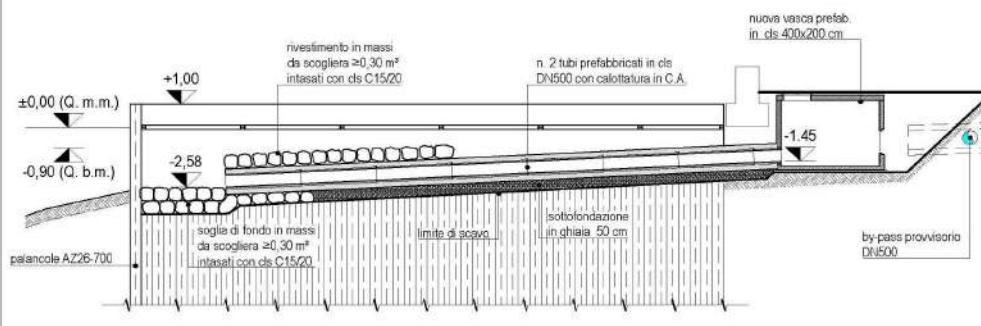 nuova vasca prefab.
in cls 400x200 cm
rivestimento in massi
da scogliera ≥0,30 m³
intasati con cls C15/20
n. 2 tubi prefabbricati in cls
DN500 con calottatura in C.A.
+1,00
±0,00 (Q. m.m.)
-1.45
-2,58
-0,90 (Q. b.m.)
soglia di fondo in massi
da scogliera ≥0,30 m³
intasati con cls C15/20
limite di scavo
sottofondazione
in ghiaia 50 cm
by-pass provvisorio
DN500
palancole AZ26-700